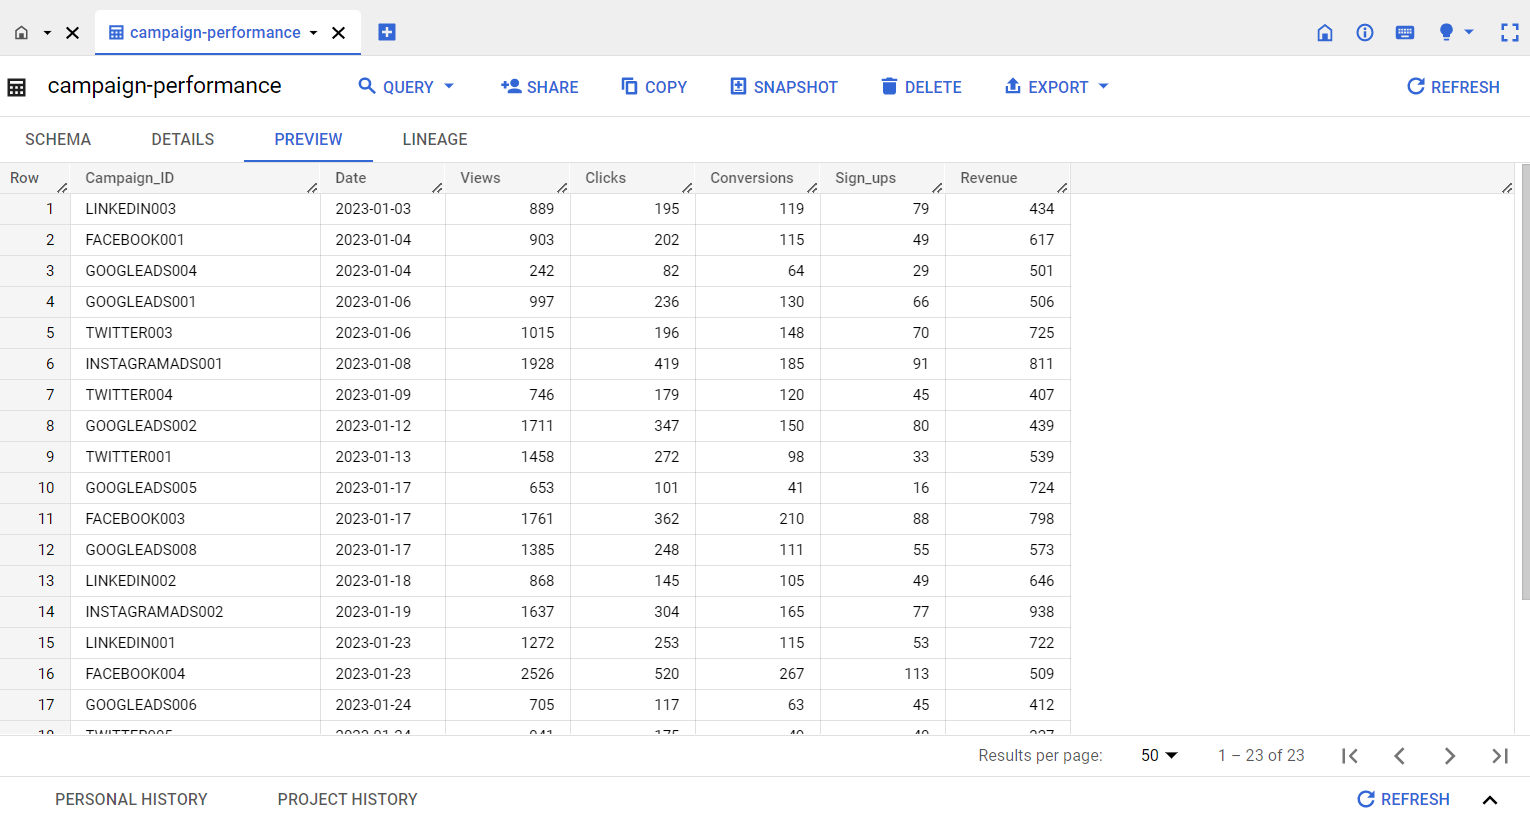 campaign-performance
campaign-performance QUERY SHARE COPY SNAPSHOT DELETE EXPORT REFRESH
SCHEMA DETAILS PREVIEW LINEAGE
Row Campaign_ID Date Views Clicks Conversions Sign_ups Revenue
1 LINKEDIN003 2023-01-03 889 195 119 79 434
2 FACEBOOK001 2023-01-04 903 202 115 49 617
3 GOOGLEADS004 2023-01-04 242 82 64 29 501
4 GOOGLEADS001 2023-01-06 997 236 130 66 506
5 TWITTER003 2023-01-06 1015 196 148 70 725
6 INSTAGRAMADS001 2023-01-08 1928 419 185 91 811
7 TWITTER004 2023-01-09 746 179 120 45 407
8 GOOGLEADS002 2023-01-12 1711 347 150 80 439
9 TWITTER001 2023-01-13 1458 272 98 33 539
10 GOOGLEADS005 2023-01-17 653 101 41 16 724
11 FACEBOOK003 2023-01-17 1761 362 210 88 798
12 GOOGLEADS008 2023-01-17 1385 248 111 55 573
13 LINKEDIN002 2023-01-18 868 145 105 49 646
14 INSTAGRAMADS002 2023-01-19 1637 304 165 77 938
15 LINKEDIN001 2023-01-23 1272 253 115 53 722
16 FACEBOOK004 2023-01-23 2526 520 267 113 509
17 GOOGLEADS006 2023-01-24 705 117 63 45 412
Results per page: 50 1 – 23 of 23
PERSONAL HISTORY PROJECT HISTORY REFRESH